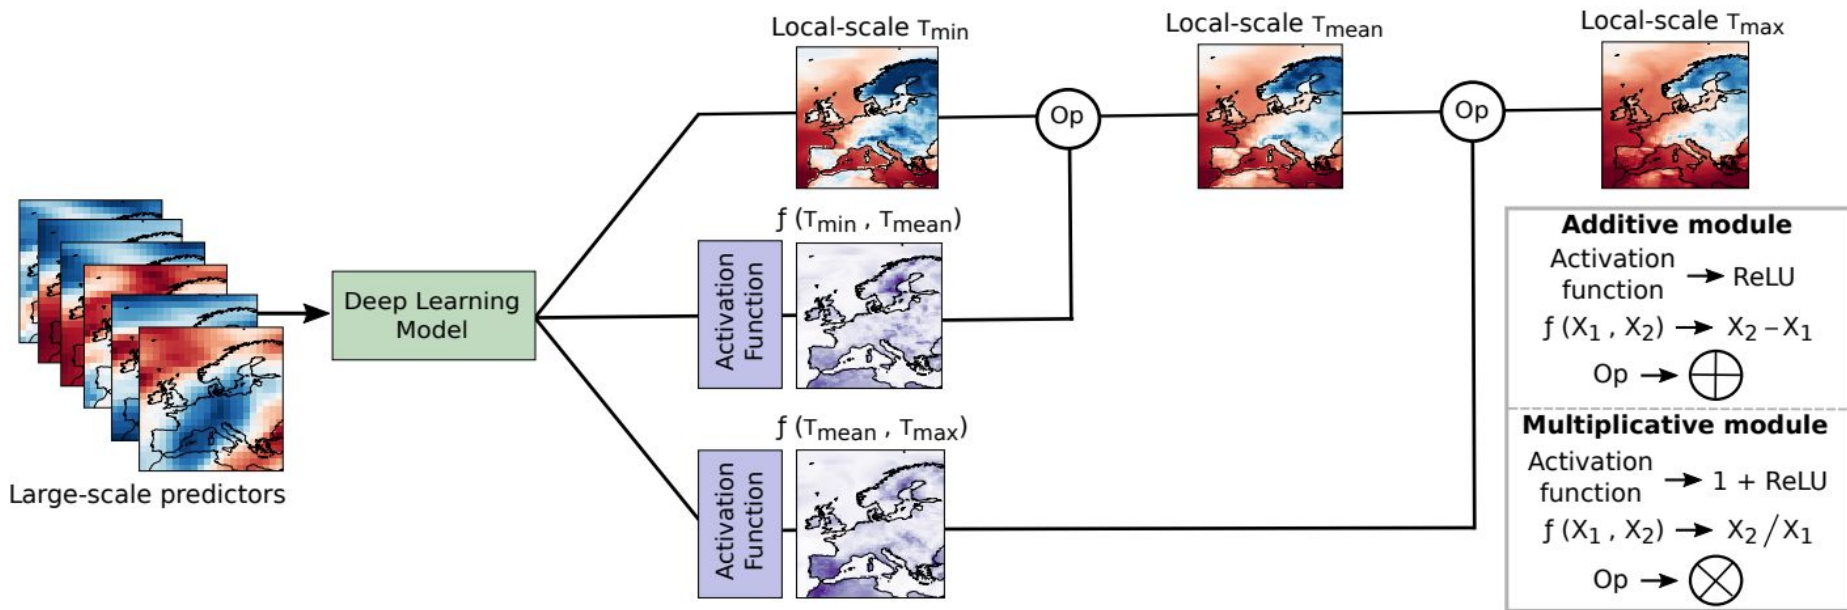 Local-scale Tmin
Local-scale Tmean
Local-scale Tmax
Op
Op
ƒ (Tmin , Tmean)
Activation
Function
Deep Learning
Model
Large-scale predictors
ƒ (Tmean , Tmax)
Activation
Function
Additive module
Activation
function → ReLU
ƒ (X1 , X2) → X2 – X1
Op → ⊕
Multiplicative module
Activation
function → 1 + ReLU
ƒ (X1 , X2) → X2 / X1
Op → ⊗